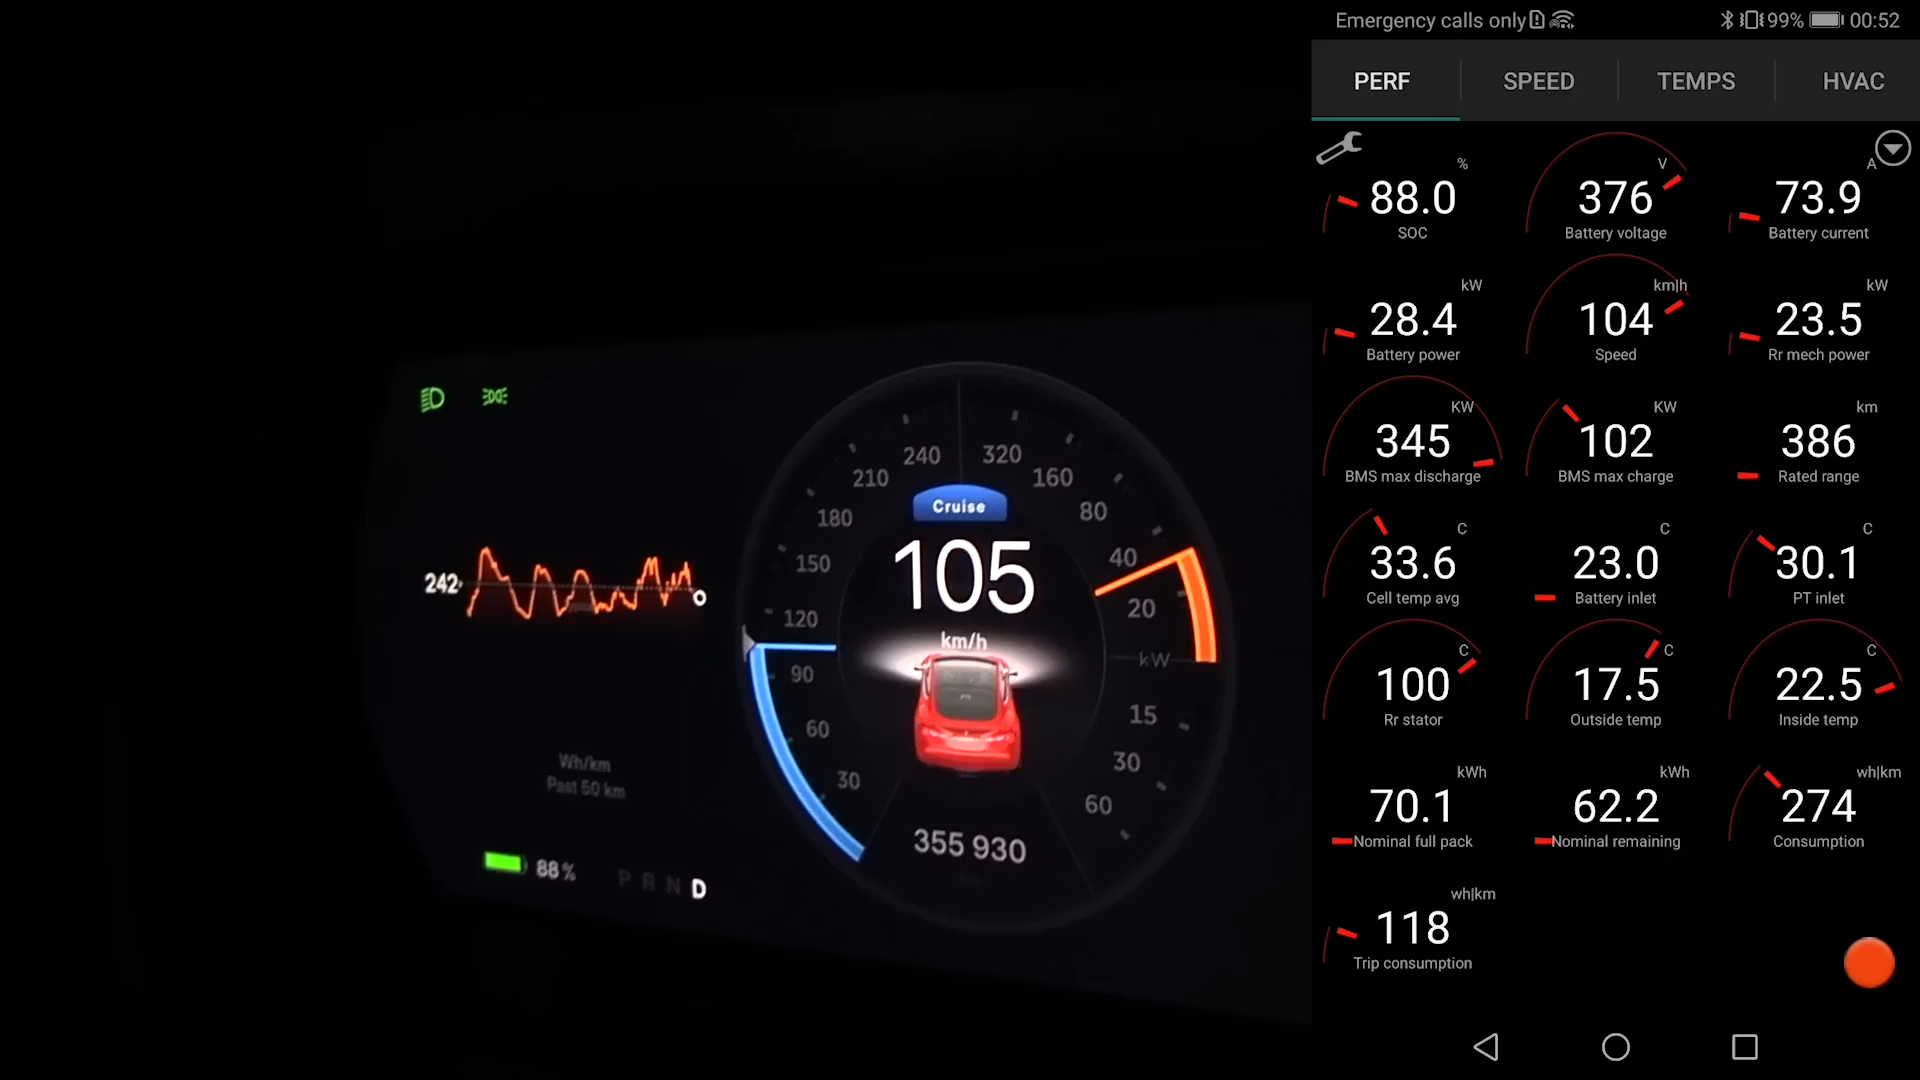 240 320
210 160
180 Cruise 80
150 105 40
242 120 km/h 20
90 kW
60 15
30 30
60
Wh/km
Past 50 km
355 930
88% P R N D
Emergency calls only 99% 00:52
PERF SPEED TEMPS HVAC
% V A
88.0 376 73.9
SOC Battery voltage Battery current
kW km|h kW
28.4 104 23.5
Battery power Speed Rr mech power
KW KW km
345 102 386
BMS max discharge BMS max charge Rated range
C C C
33.6 23.0 30.1
Cell temp avg Battery inlet PT inlet
C C C
100 17.5 22.5
Rr stator Outside temp Inside temp
kWh kWh wh|km
70.1 62.2 274
Nominal full pack Nominal remaining Consumption
wh|km
118
Trip consumption